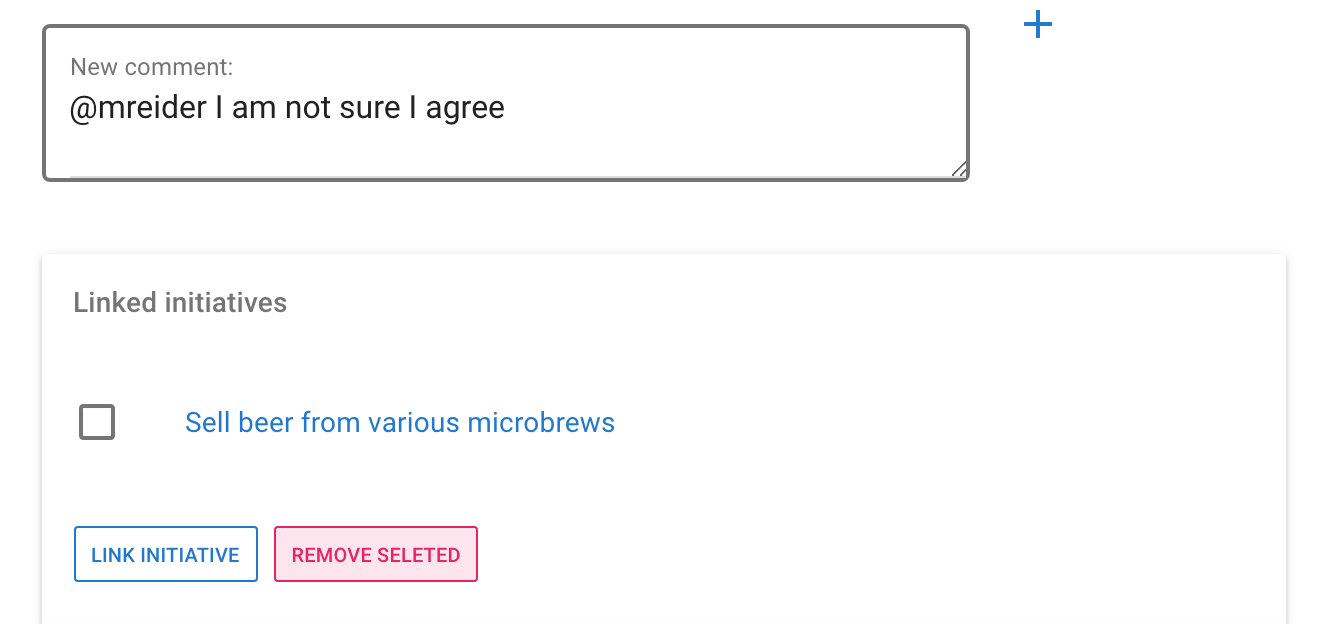 New comment:
@mreider I am not sure I agree
Linked initiatives
Sell beer from various microbrews
LINK INITIATIVE
REMOVE SELETED